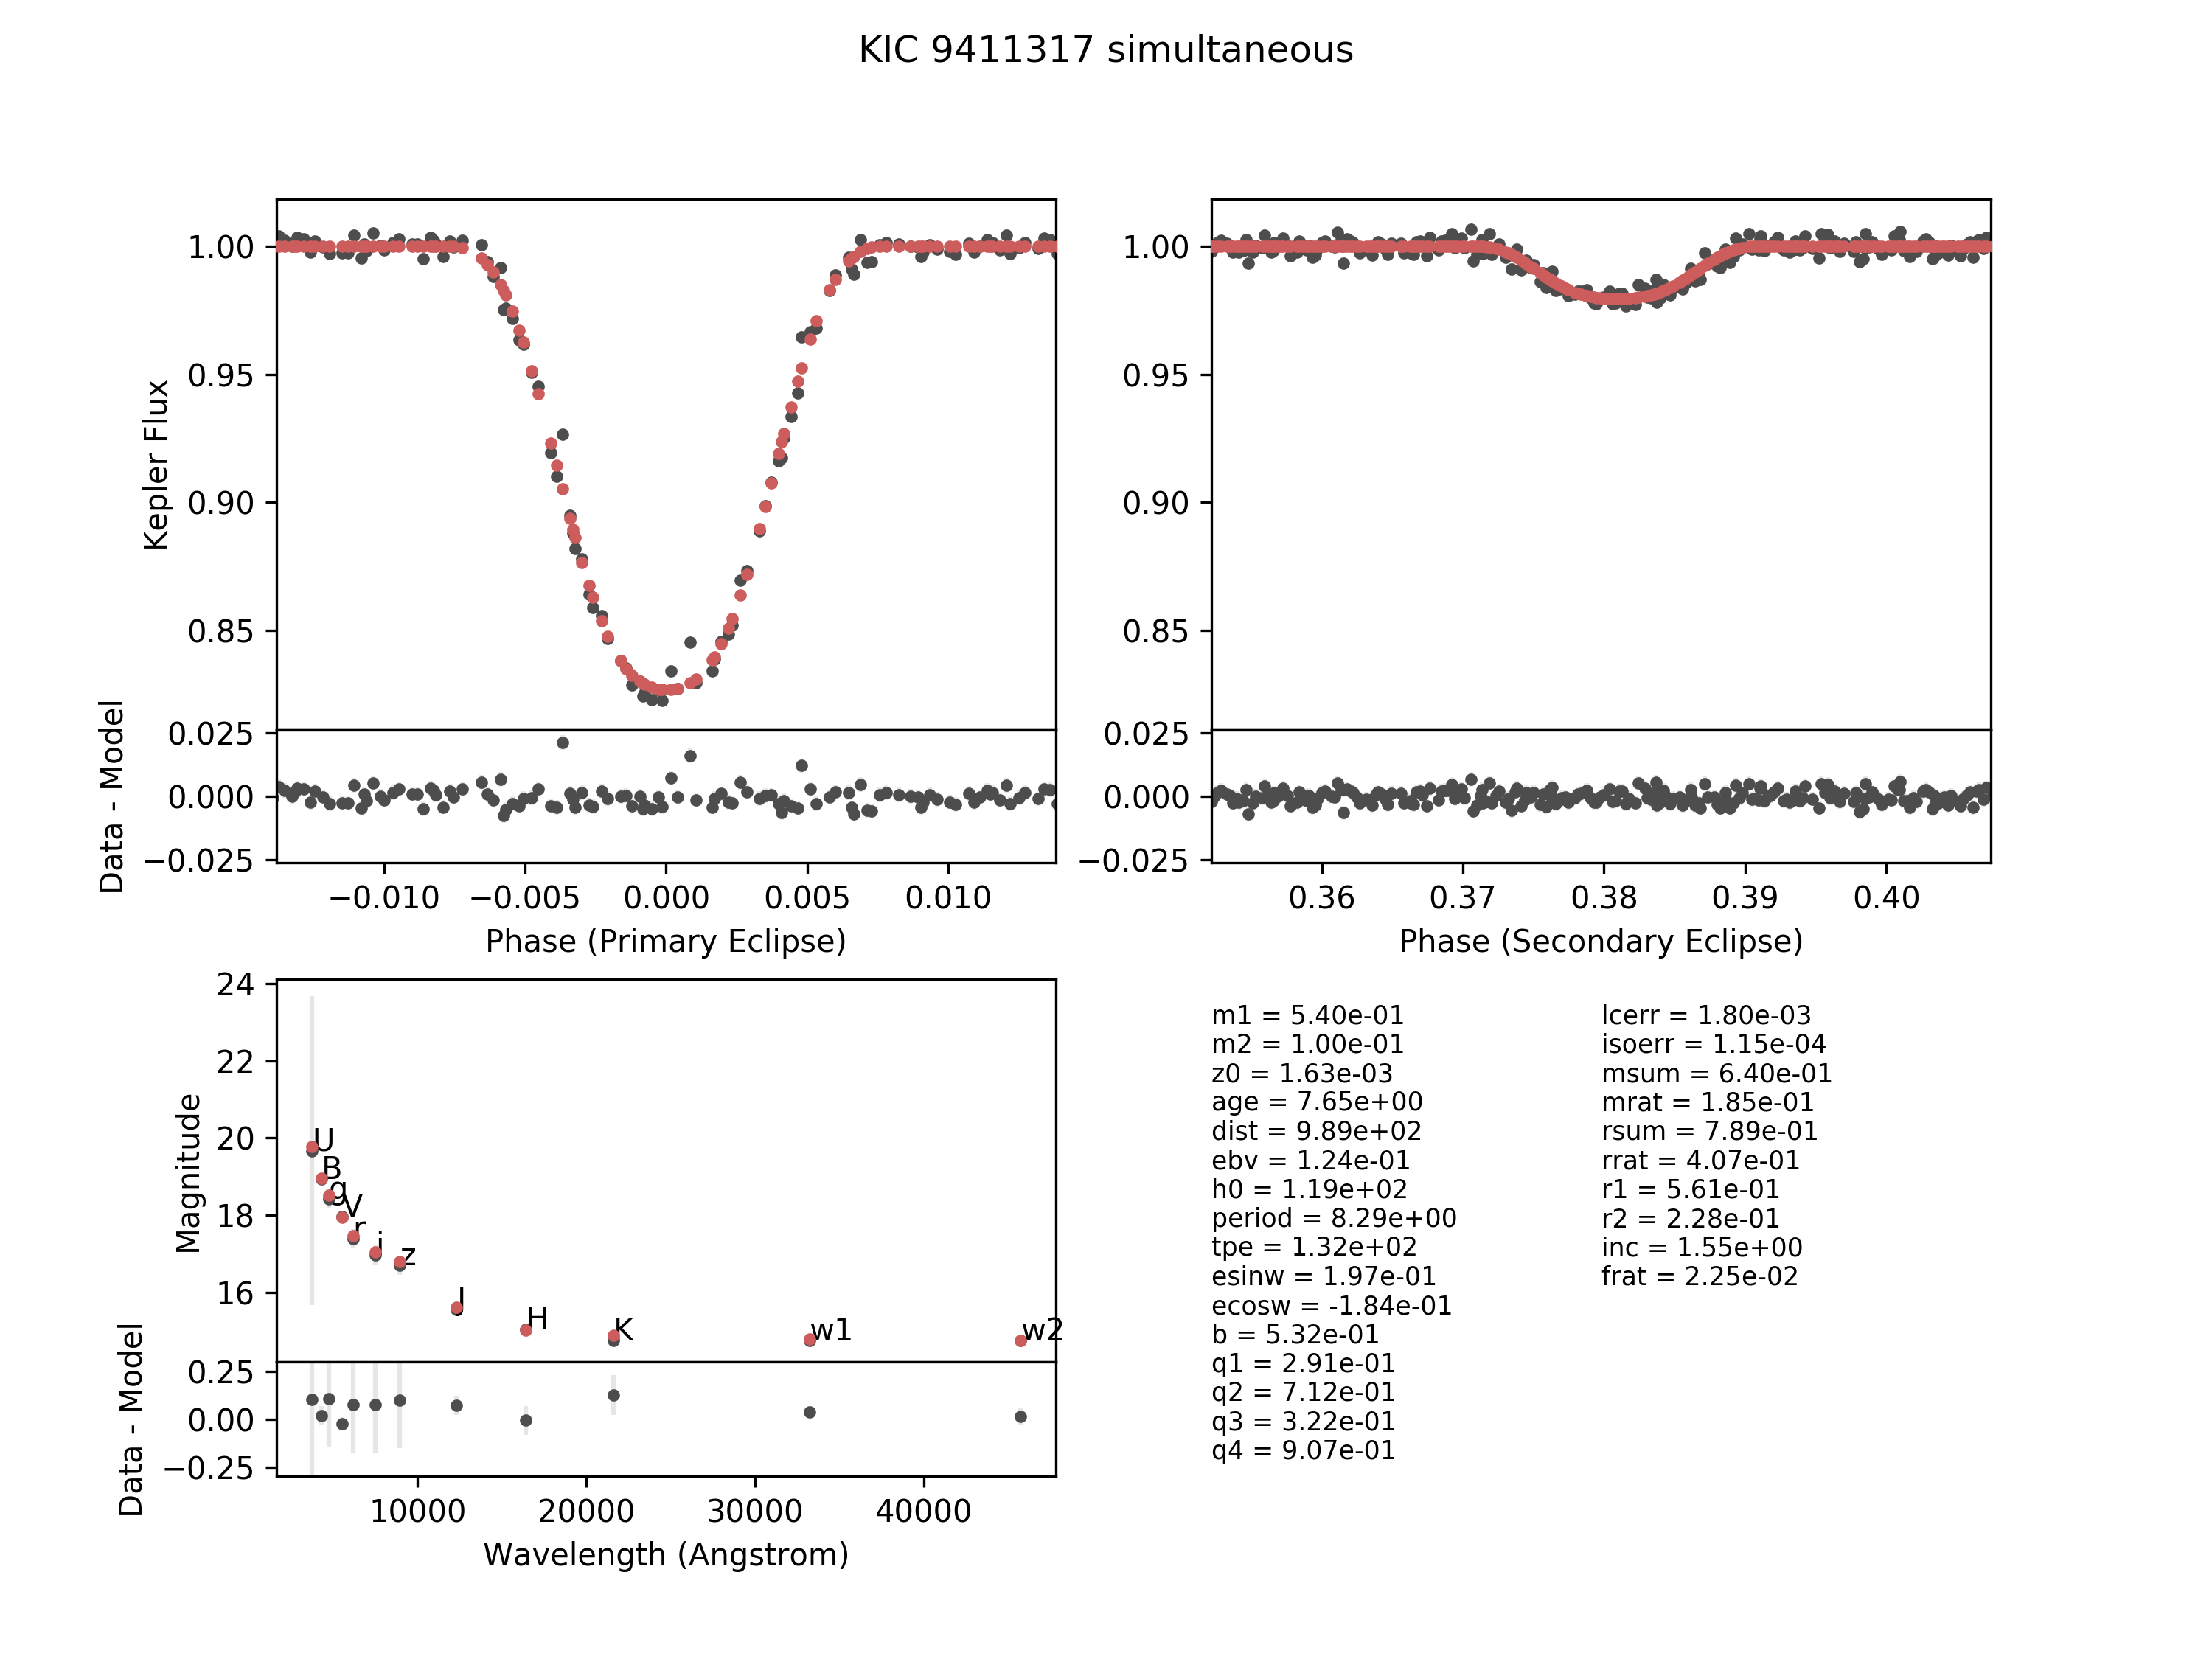 KIC 9411317 simultaneous
1.00
0.95
0.90
0.85
Kepler Flux
0.025
0.000
−0.025
Data - Model
−0.010 −0.005 0.000 0.005 0.010
Phase (Primary Eclipse)
1.00
0.95
0.90
0.85
0.025
0.000
−0.025
0.36 0.37 0.38 0.39 0.40
Phase (Secondary Eclipse)
24
22
20
18
16
Magnitude
U
B
g
V
r
i
z
J
H
K
w1
w2
0.25
0.00
−0.25
Data - Model
10000 20000 30000 40000
Wavelength (Angstrom)
m1 = 5.40e-01
m2 = 1.00e-01
z0 = 1.63e-03
age = 7.65e+00
dist = 9.89e+02
ebv = 1.24e-01
h0 = 1.19e+02
period = 8.29e+00
tpe = 1.32e+02
esinw = 1.97e-01
ecosw = -1.84e-01
b = 5.32e-01
q1 = 2.91e-01
q2 = 7.12e-01
q3 = 3.22e-01
q4 = 9.07e-01
lcerr = 1.80e-03
isoerr = 1.15e-04
msum = 6.40e-01
mrat = 1.85e-01
rsum = 7.89e-01
rrat = 4.07e-01
r1 = 5.61e-01
r2 = 2.28e-01
inc = 1.55e+00
frat = 2.25e-02